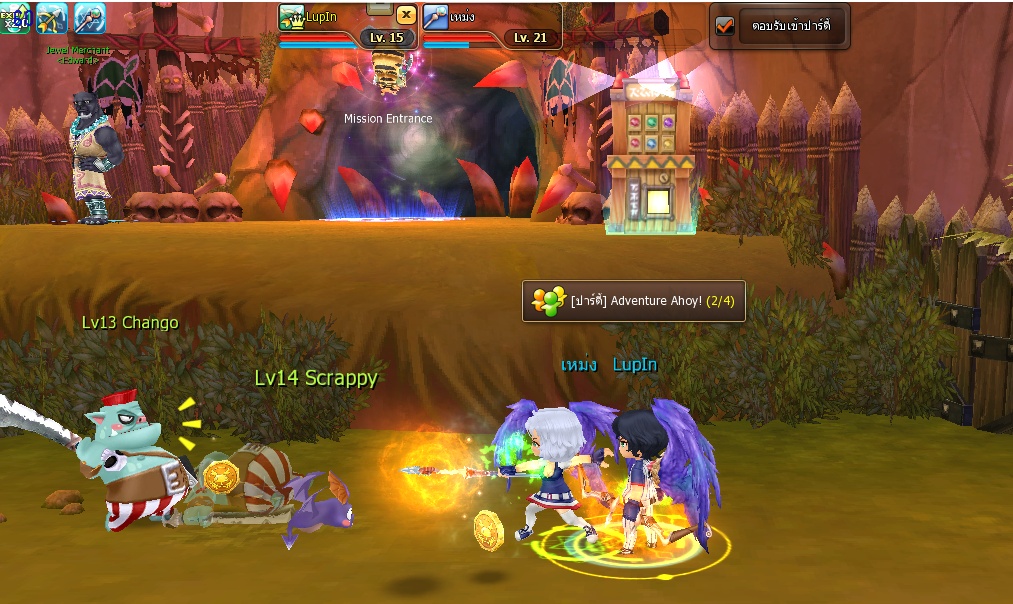 LupIn
เหม่ง
Lv. 15
Lv. 21
ตอบรับเข้าปาร์ตี้
Jewel Merchant
<Edward>
Mission Entrance
[ปาร์ตี้] Adventure Ahoy! (2/4)
Lv13 Chango
Lv14 Scrappy
เหม่ง LupIn
E